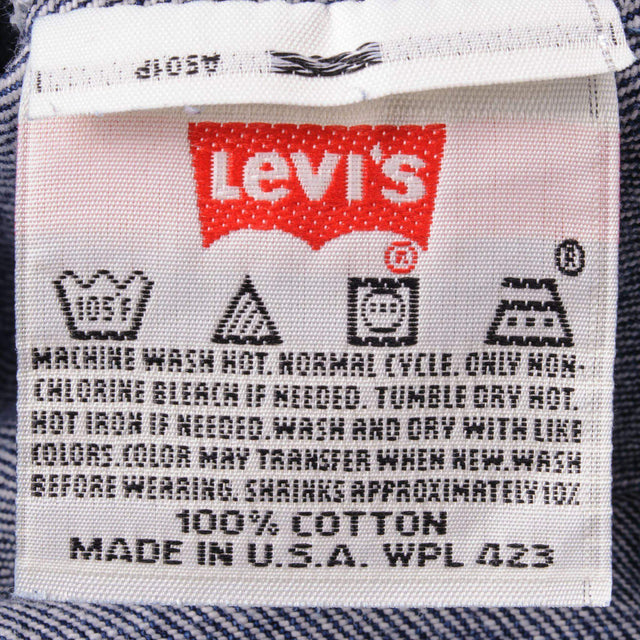 A501P
Levi's
®
®
105°F
MACHINE WASH HOT. NORMAL CYCLE. ONLY NON-
CHLORINE BLEACH IF NEEDED. TUMBLE DRY HOT.
HOT IRON IF NEEDED. WASH AND DRY WITH LIKE
COLORS. COLOR MAY TRANSFER WHEN NEW. WASH
BEFORE WEARING. SHRINKS APPROXIMATELY 10%
100% COTTON
MADE IN U.S.A. WPL 423